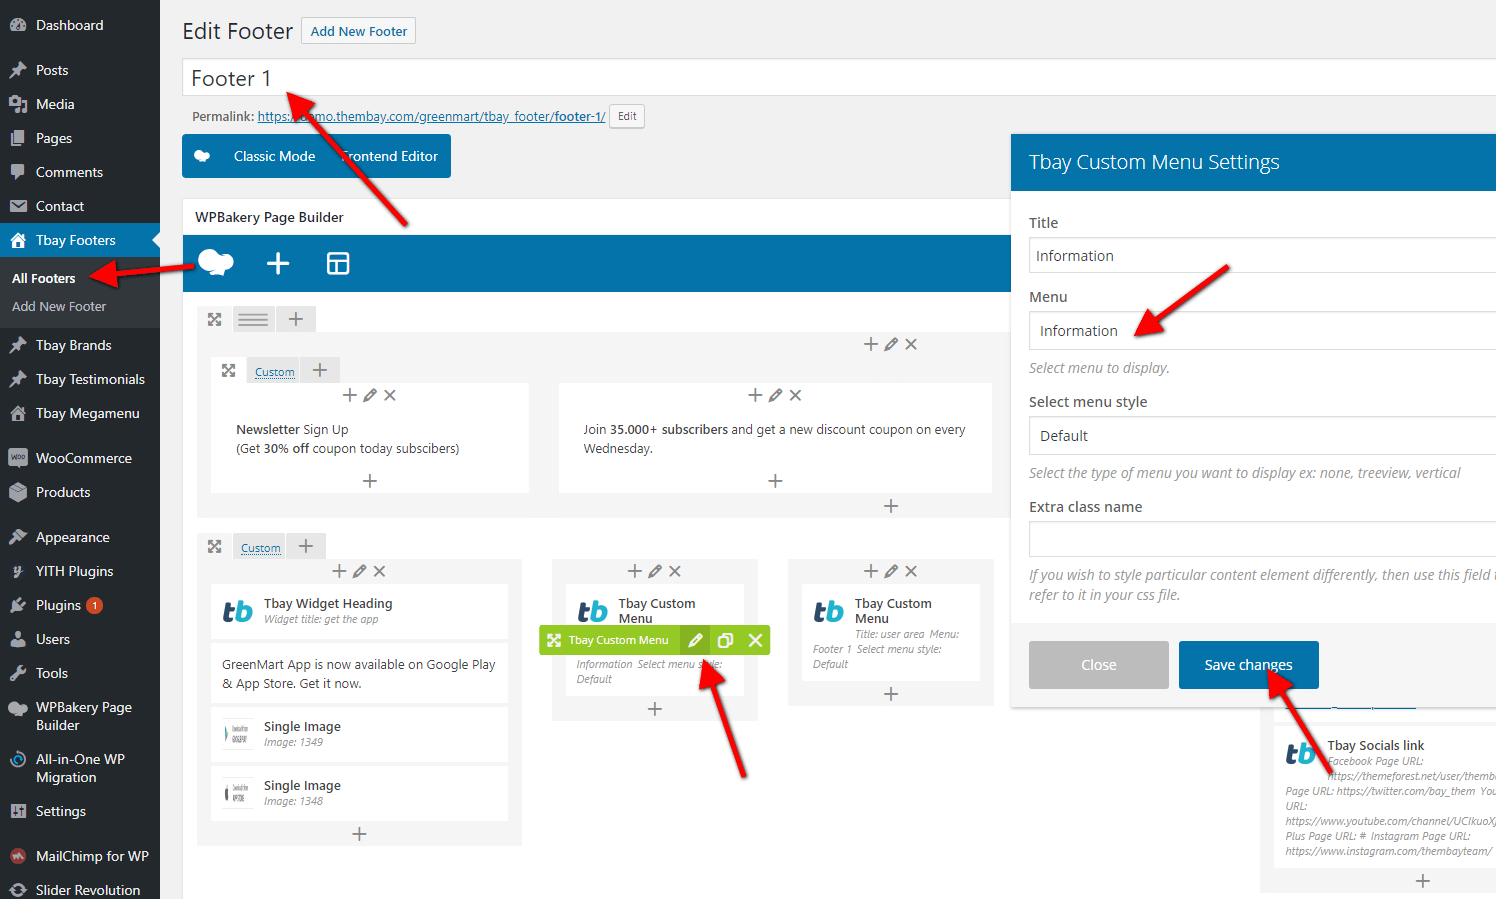 Dashboard
Posts
Media
Pages
Comments
Contact
Tbay Footers
All Footers
Add New Footer
Tbay Brands
Tbay Testimonials
Tbay Megamenu
WooCommerce
Products
Appearance
YITH Plugins
Plugins 1
Users
Tools
WPBakery Page
Builder
All-in-One WP
Migration
Settings
MailChimp for WP
Slider Revolution
Edit Footer
Add New Footer
Footer 1
Permalink: https:/ mo.thembay.com/greenmart/tbay_footer/footer-1/ Edit
Classic Mode
rontend Editor
WPBakery Page Builder
Custom
Newsletter Sign Up
(Get 30% off coupon today subscibers)
Join 35.000+ subscribers and get a new discount coupon on every
Wednesday.
Custom
tb
Tbay Widget Heading
Widget title: get the app
GreenMart App is now available on Google Play
& App Store. Get it now.
Single Image
Image: 1349
Single Image
Image: 1348
tb
Tbay Custom
Menu
Tbay Custom Menu
Information Select menu style:
Default
tb
Tbay Custom
Menu
Title: user area Menu:
Footer 1 Select menu style:
Default
Tbay Custom Menu Settings
Title
Information
Menu
Information
Select menu to display.
Select menu style
Default
Select the type of menu you want to display ex: none, treeview, vertical
Extra class name
If you wish to style particular content element differently, then use this field t
refer to it in your css file.
Close
Save changes
tb
Tbay Socials link
Facebook Page URL:
https://themeforest.net/user/themb
Page URL: https://twitter.com/bay_them You
URL:
https://www.youtube.com/channel/UCIkuoXj
Plus Page URL: # Instagram Page URL:
https://www.instagram.com/thembayteam/